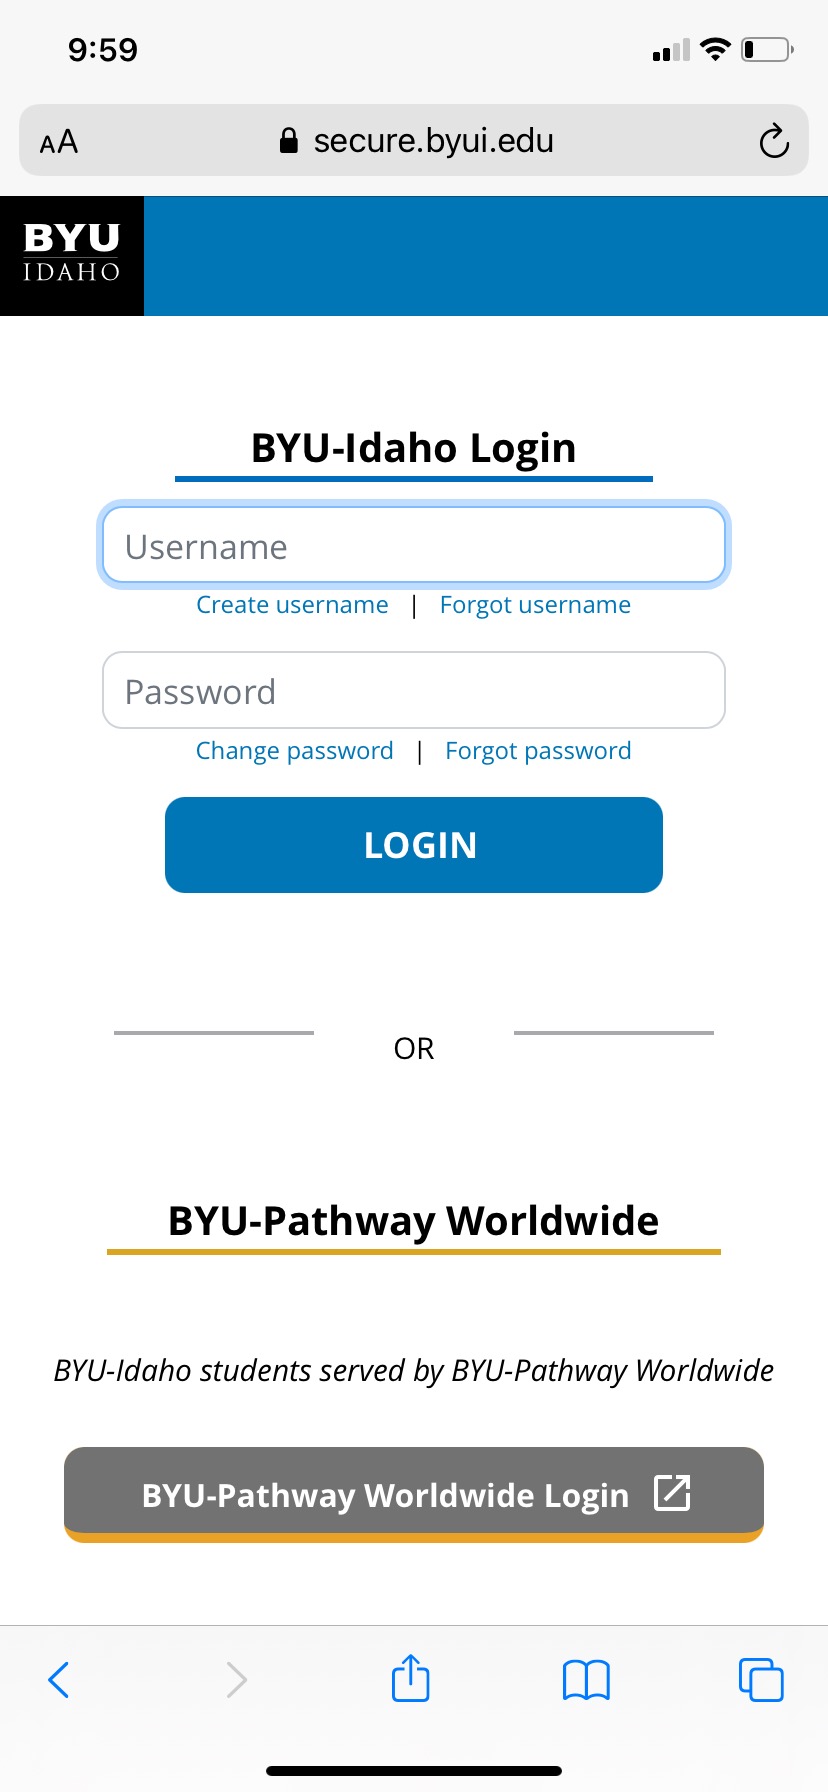 9:59
AA secure.byui.edu
BYU
IDAHO
BYU-Idaho Login
Username
Create username | Forgot username
Password
Change password | Forgot password
LOGIN
OR
BYU-Pathway Worldwide
BYU-Idaho students served by BYU-Pathway Worldwide
BYU-Pathway Worldwide Login